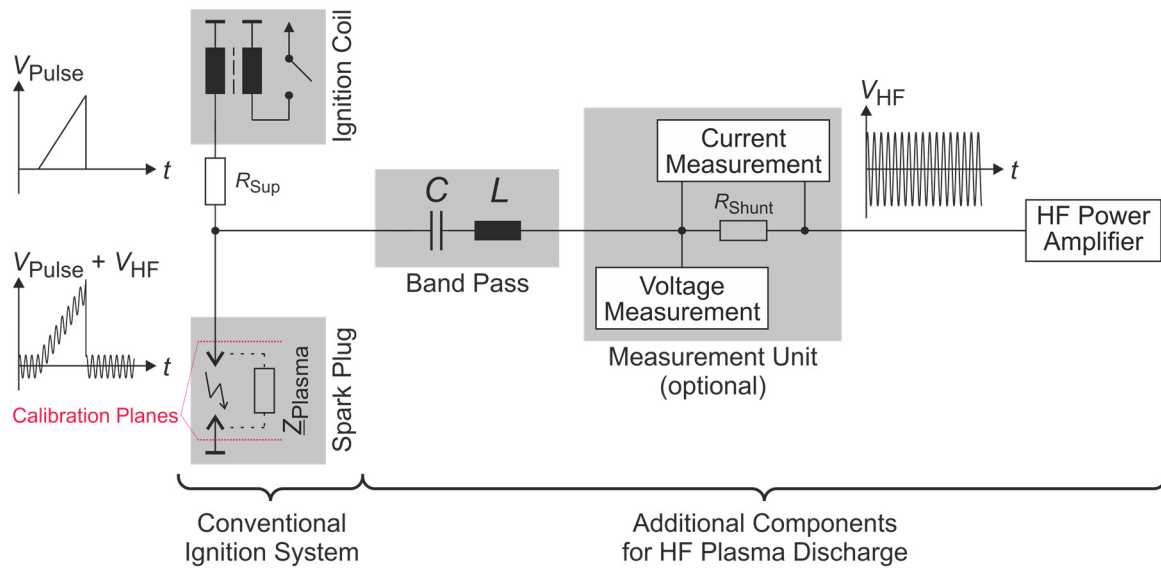 V_Pulse
t
Ignition Coil
R_Sup
V_Pulse + V_HF
t
Calibration Planes
Z_Plasma
Spark Plug
C
L
Band Pass
Current
Measurement
R_Shunt
Voltage
Measurement
Measurement Unit
(optional)
V_HF
t
HF Power
Amplifier
Conventional
Ignition System
Additional Components
for HF Plasma Discharge